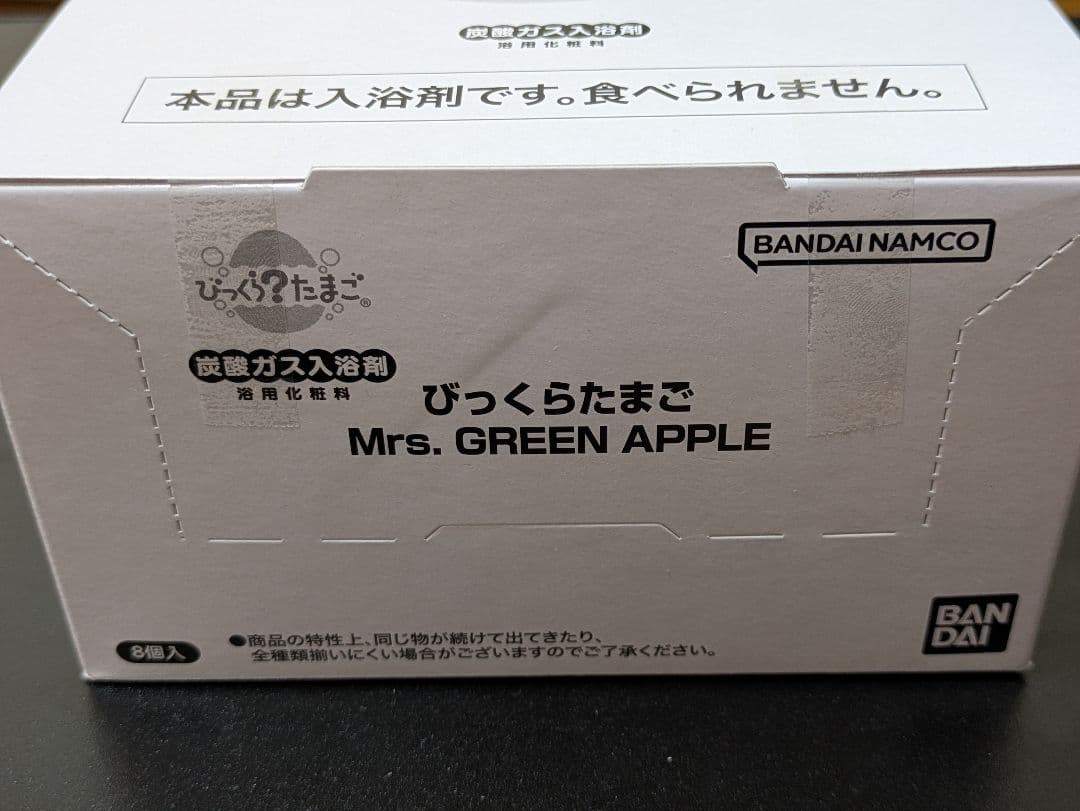 炭酸ガス入浴剤
浴用化粧料
本品は入浴剤です。食べられません。
びっくら?たまご®
BANDAI NAMCO
炭酸ガス入浴剤
浴用化粧料
びっくらたまご
Mrs. GREEN APPLE
8個入
●商品の特性上、同じ物が続けて出てきたり、
全種類揃いにくい場合がございますのでご了承ください。
BAN
DAI